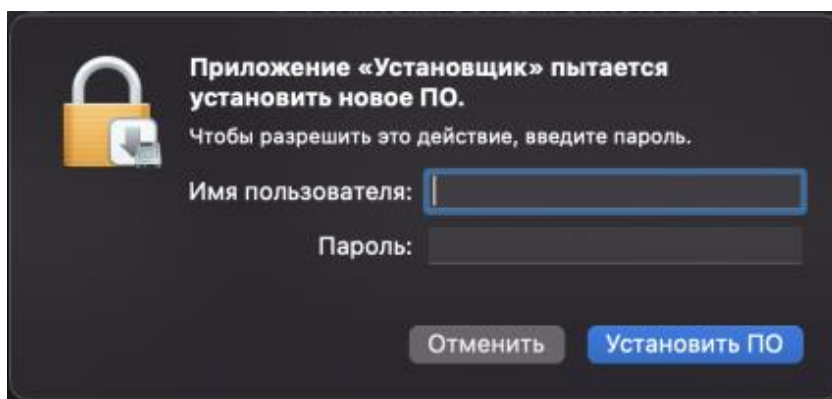 Приложение «Установщик» пытается
установить новое ПО.
Чтобы разрешить это действие, введите пароль.
Имя пользователя:
Пароль:
Отменить Установить ПО